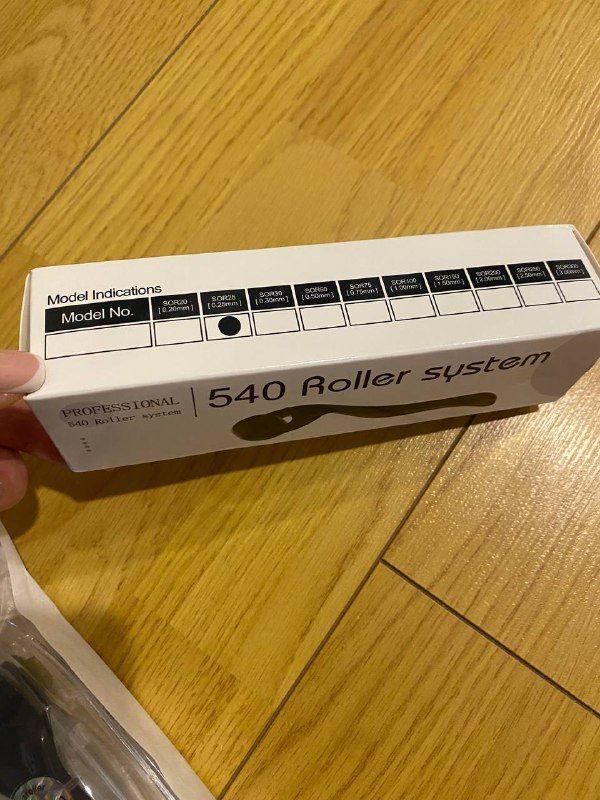 Model Indications
Model No. SOR20 [0.20mm] SOR25 [0.25mm] SOR30 [0.30mm] SOR50 [0.50mm] SOR75 [0.75mm] SOR100 [1.00mm] SOR150 [1.50mm] SOR200 [2.00mm] SOR250 [2.50mm] SOR300 [3.00mm]
PROFESSIONAL
540 Roller system
540 Roller system